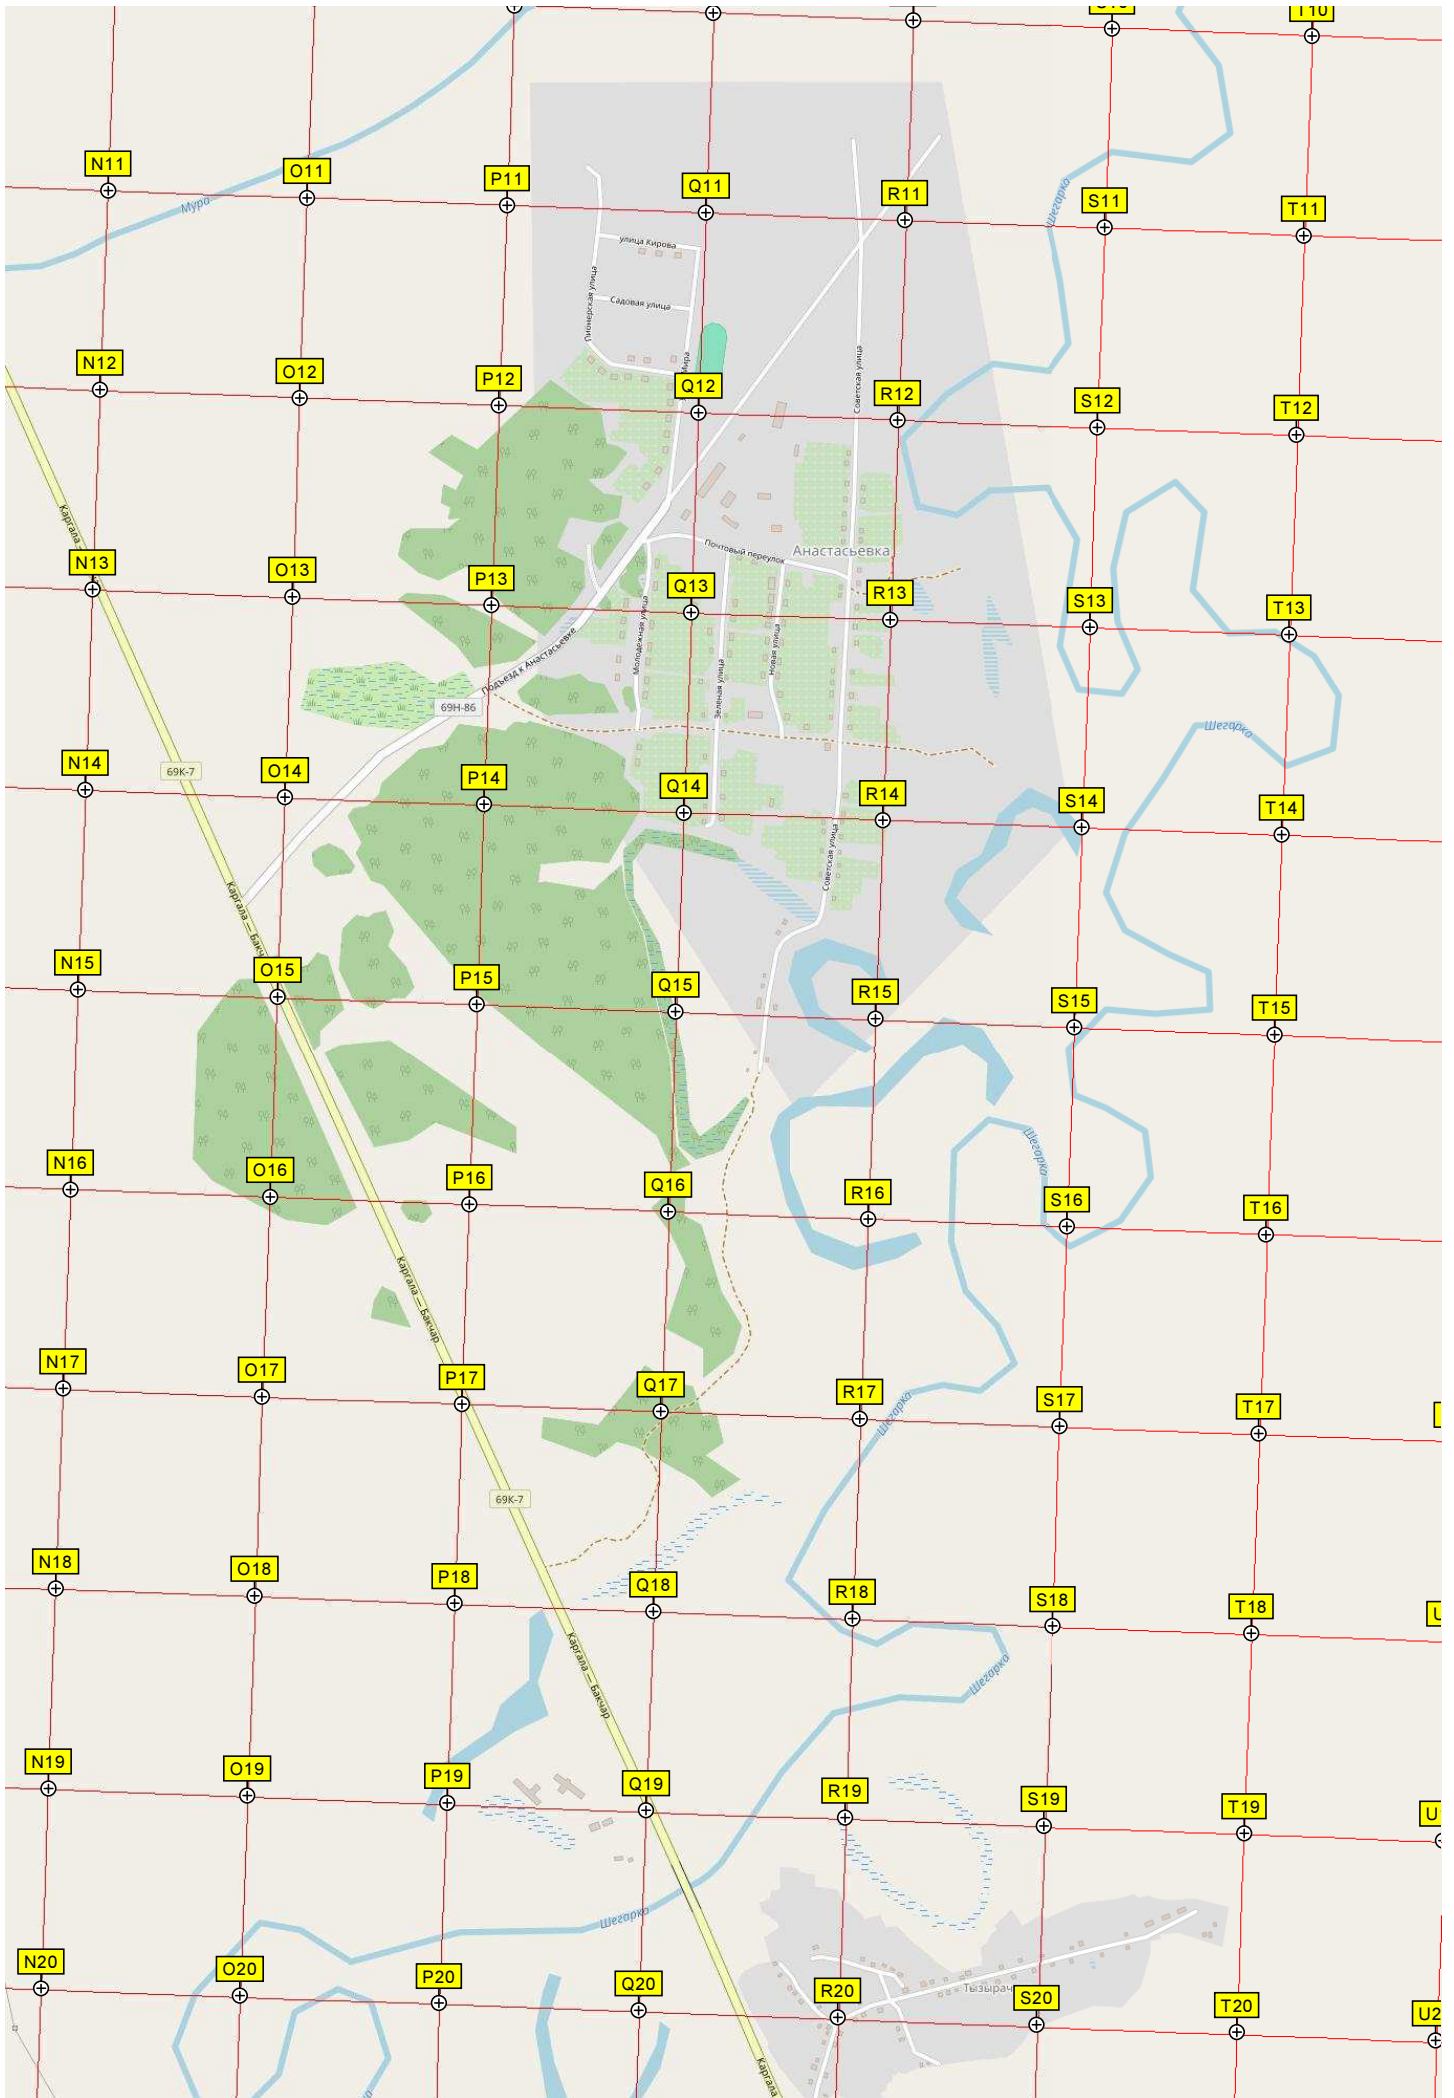 T10
N11
O11
P11
Q11
R11
S11
T11
Мура
Шегарка
улица Кирова
Пионерская улица
Садовая улица
N12
O12
P12
Мира
Q12
R12
S12
T12
Советская улица
Каргала
N13
O13
P13
Q13
R13
S13
T13
Почтовый переулок
Анастасьевка
Молодежная улица
Зелёная улица
Новая улица
Подъезд к Анастасьевке
69Н-86
Шегарка
69К-7
N14
O14
P14
Q14
R14
S14
T14
Советская улица
Каргала — Бакчар
N15
O15
P15
Q15
R15
S15
T15
Шегарка
N16
O16
P16
Q16
R16
S16
T16
Каргала — Бакчар
N17
O17
P17
Q17
R17
S17
T17
Шегарка
69К-7
N18
O18
P18
Q18
R18
S18
T18
U
Каргала — Бакчар
Шегарка
N19
O19
P19
Q19
R19
S19
T19
U
Шегарка
N20
O20
P20
Q20
R20
S20
T20
U2
Тызырач
Каргала